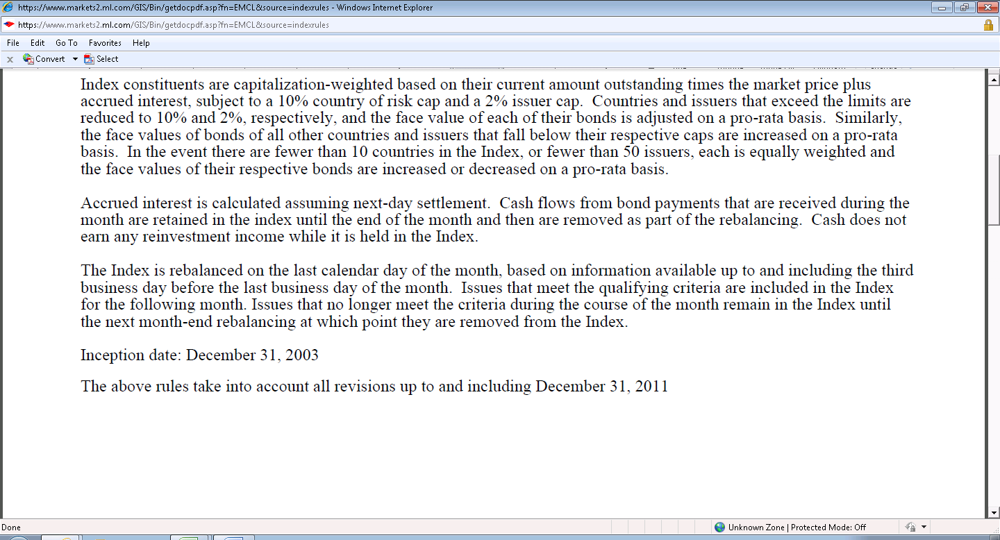 https://www.markets2.ml.com/GIS/Bin/getdocpdf.asp?fn=EMCL&source=indexrules - Windows Internet Explorer
https://www.markets2.ml.com/GIS/Bin/getdocpdf.asp?fn=EMCL&source=indexrules
File Edit Go To Favorites Help
x Convert Select
Index constituents are capitalization-weighted based on their current amount outstanding times the market price plus
accrued interest, subject to a 10% country of risk cap and a 2% issuer cap.  Countries and issuers that exceed the limits are
reduced to 10% and 2%, respectively, and the face value of each of their bonds is adjusted on a pro-rata basis.  Similarly,
the face values of bonds of all other countries and issuers that fall below their respective caps are increased on a pro-rata
basis.  In the event there are fewer than 10 countries in the Index, or fewer than 50 issuers, each is equally weighted and
the face values of their respective bonds are increased or decreased on a pro-rata basis.
Accrued interest is calculated assuming next-day settlement.  Cash flows from bond payments that are received during the
month are retained in the index until the end of the month and then are removed as part of the rebalancing.  Cash does not
earn any reinvestment income while it is held in the Index.
The Index is rebalanced on the last calendar day of the month, based on information available up to and including the third
business day before the last business day of the month.  Issues that meet the qualifying criteria are included in the Index
for the following month. Issues that no longer meet the criteria during the course of the month remain in the Index until
the next month-end rebalancing at which point they are removed from the Index.
Inception date: December 31, 2003
The above rules take into account all revisions up to and including December 31, 2011
Done Unknown Zone | Protected Mode: Off